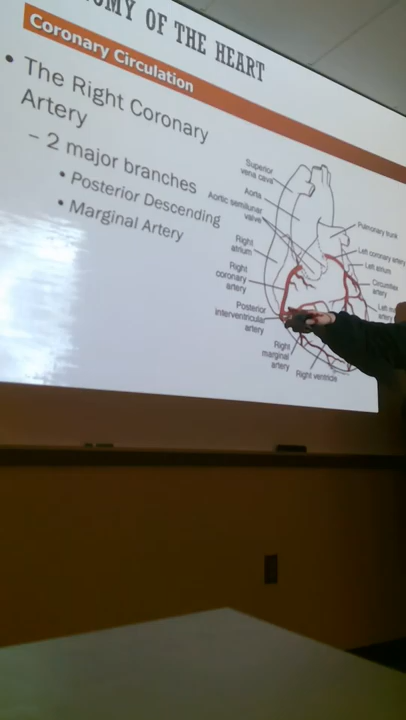 OMY OF THE HEART
Coronary Circulation
• The Right Coronary
Artery
– 2 major branches
• Posterior Descending
• Marginal Artery
Superior
vena cava
Aorta
Aortic semilunar
valve
Right
atrium
Right
coronary
artery
Posterior
interventricular
artery
Right
marginal
artery
Right ventricle
Pulmonary trunk
Left coronary artery
Left atrium
Circumflex
artery
Left
artery